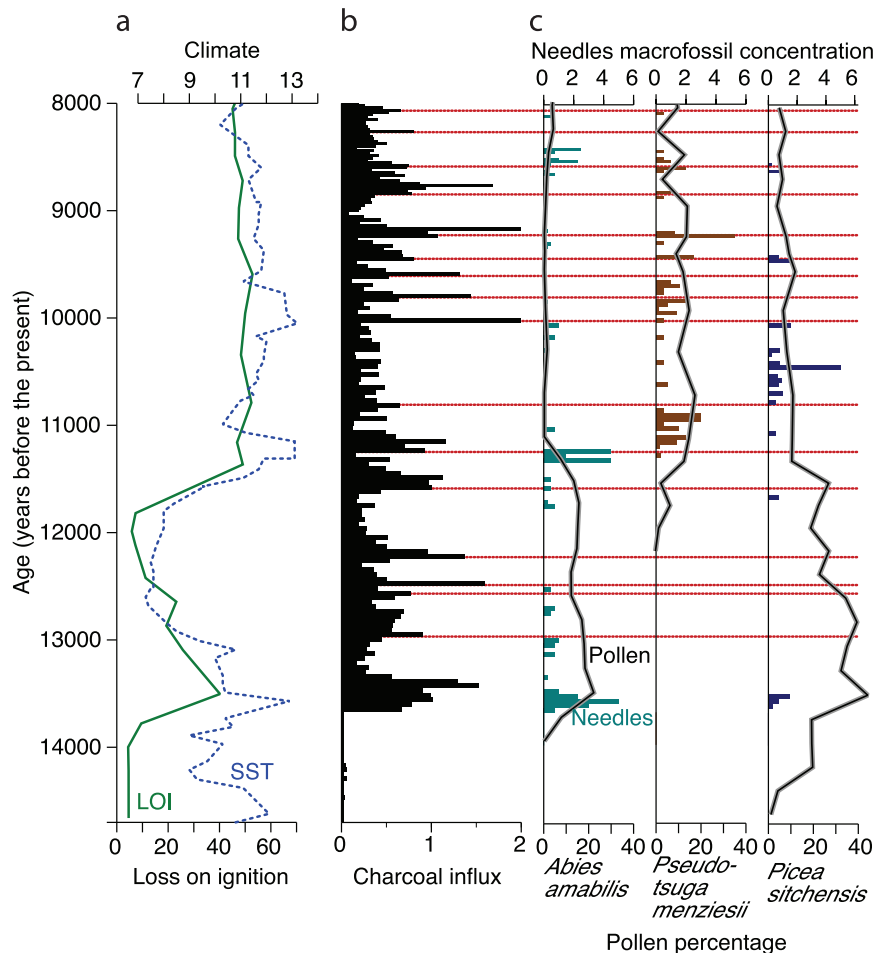 a
b
c
Climate
Needles macrofossil concentration
7 9 11 13
0 2 4 6
0 2 4 6
0 2 4 6
8000
9000
10000
11000
12000
13000
14000
Age (years before the present)
Pollen
Needles
SST
LOI
0 20 40 60
0 1 2
0 20 40
0 20 40
0 20 40
Loss on ignition
Charcoal influx
Abies
amabilis
Pseudo-
tsuga
menziesii
Picea
sitchensis
Pollen percentage